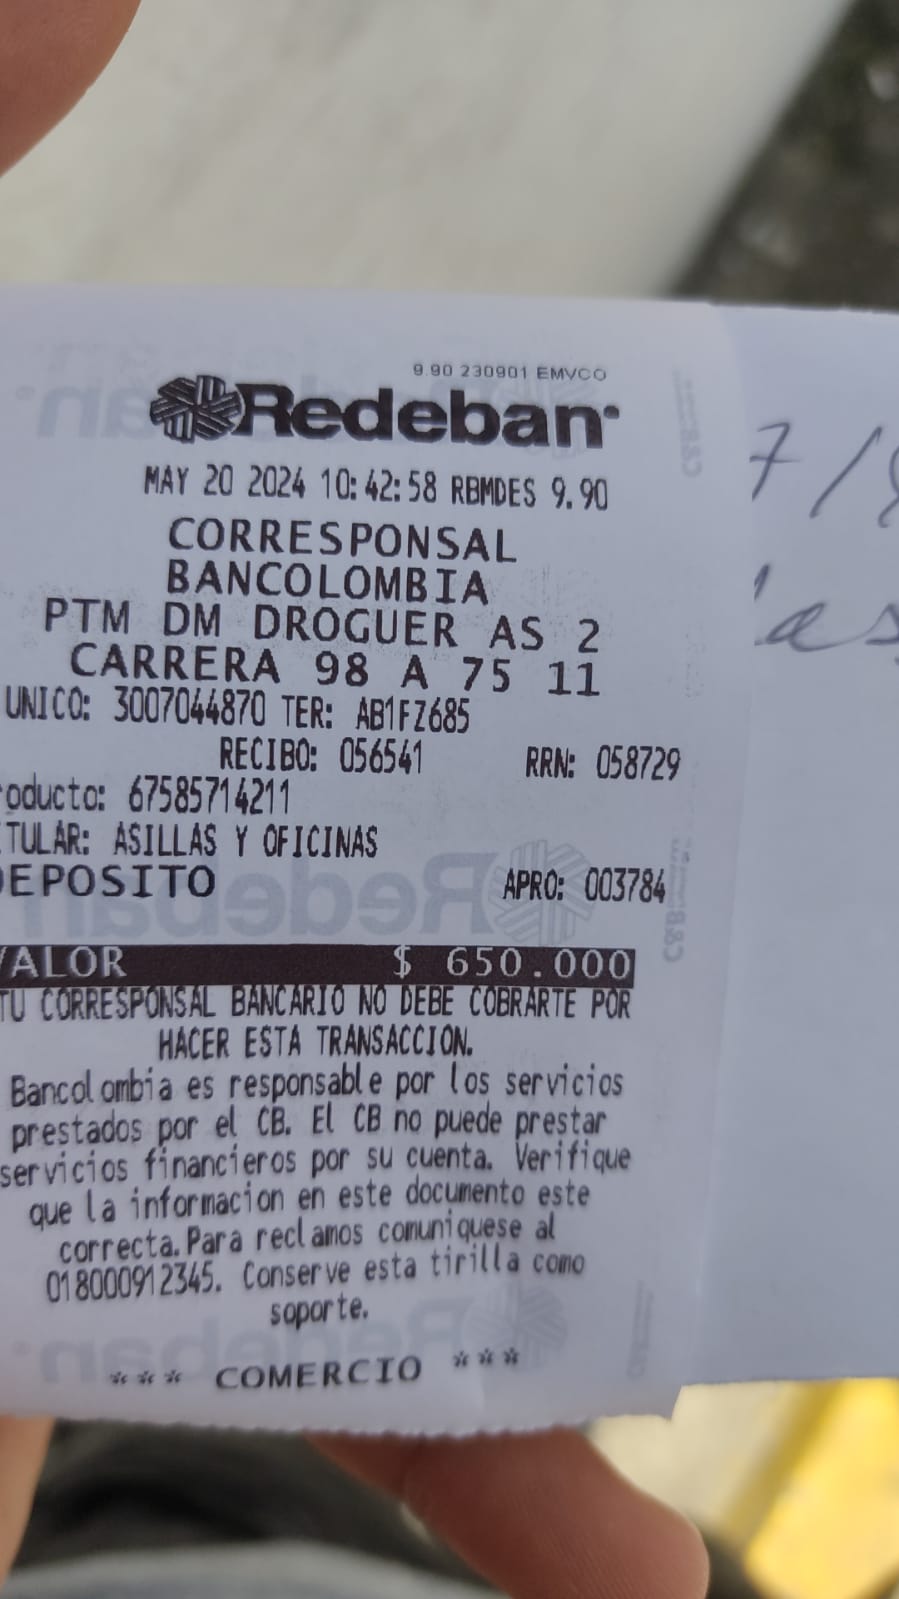 9.90 230901 EMVCO
Redeban
MAY 20 2024 10:42:58 RBMDES 9.90
CORRESPONSAL
BANCOLOMBIA
PTM DM DROGUER AS 2
CARRERA 98 A 75 11
UNICO: 3007044870 TER: AB1FZ685
RECIBO: 056541 RRN: 058729
roducto: 67585714211
TULAR: ASILLAS Y OFICINAS
DEPOSITO APRO: 003784
VALOR $ 650.000
TU CORRESPONSAL BANCARIO NO DEBE COBRARTE POR
HACER ESTA TRANSACCION.
Bancolombia es responsable por los servicios
prestados por el CB. El CB no puede prestar
servicios financieros por su cuenta. Verifique
que la informacion en este documento este
correcta.Para reclamos comuniquese al
018000912345. Conserve esta tirilla como
soporte.
*** COMERCIO ***
7/